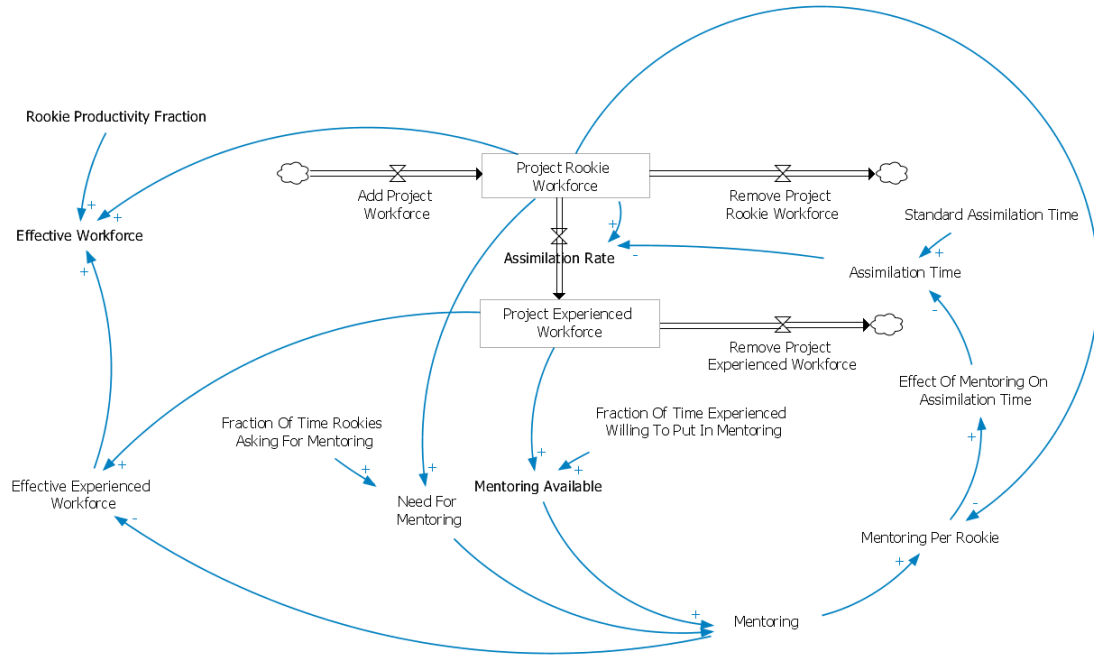 Rookie Productivity Fraction
Project Rookie
Workforce
Add Project
Workforce
Remove Project
Rookie Workforce
+
+
+
Standard Assimilation Time
Effective Workforce
+
Assimilation Rate
-
+
Assimilation Time
-
Project Experienced
Workforce
Remove Project
Experienced Workforce
Effect Of Mentoring On
Assimilation Time
Fraction Of Time Rookies
Asking For Mentoring
Fraction Of Time Experienced
Willing To Put In Mentoring
+
+
+
+
+
+
Effective Experienced
Workforce
-
Need For
Mentoring
Mentoring Available
-
Mentoring Per Rookie
+
+
+
Mentoring